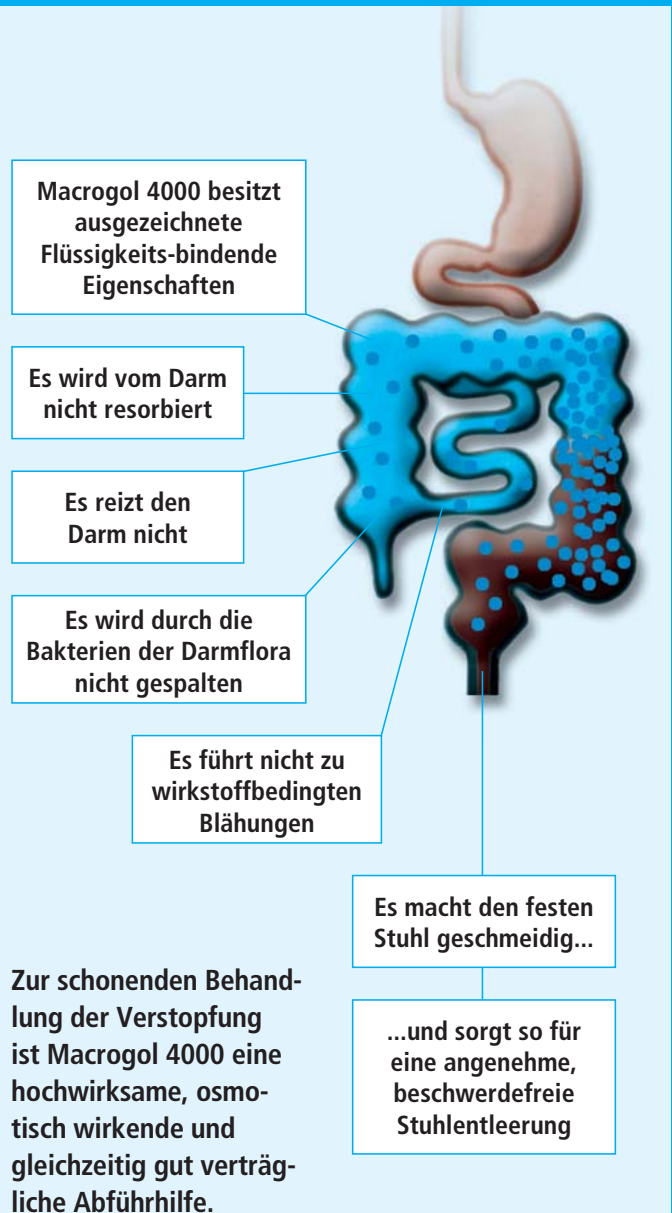 Macrogol 4000 besitzt
ausgezeichnete
Flüssigkeits-bindende
Eigenschaften
Es wird vom Darm
nicht resorbiert
Es reizt den
Darm nicht
Es wird durch die
Bakterien der Darmflora
nicht gespalten
Es führt nicht zu
wirkstoffbedingten
Blähungen
Es macht den festen
Stuhl geschmeidig...
...und sorgt so für
eine angenehme,
beschwerdefreie
Stuhlentleerung
Zur schonenden Behand-
lung der Verstopfung
ist Macrogol 4000 eine
hochwirksame, osmo-
tisch wirkende und
gleichzeitig gut verträg-
liche Abführhilfe.